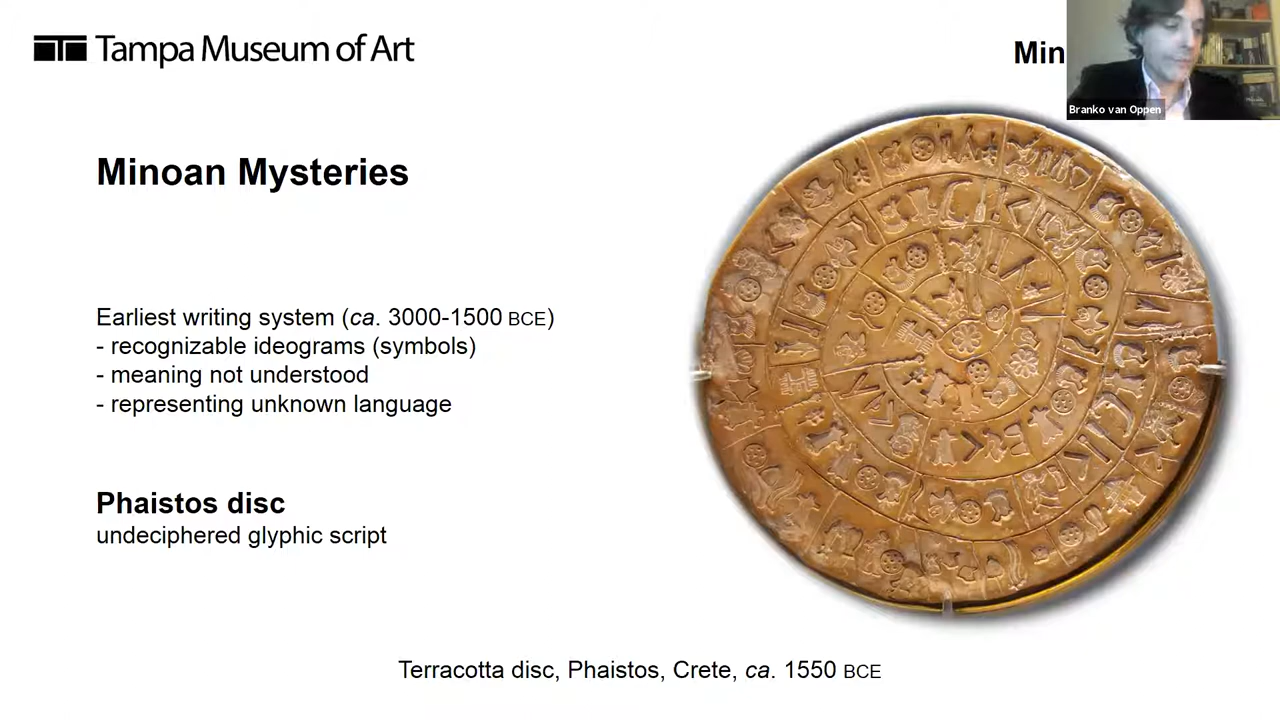 Tampa Museum of Art
Min
Branko van Oppen
Minoan Mysteries
Earliest writing system (ca. 3000-1500 BCE)
- recognizable ideograms (symbols)
- meaning not understood
- representing unknown language
Phaistos disc
undeciphered glyphic script
Terracotta disc, Phaistos, Crete, ca. 1550 BCE